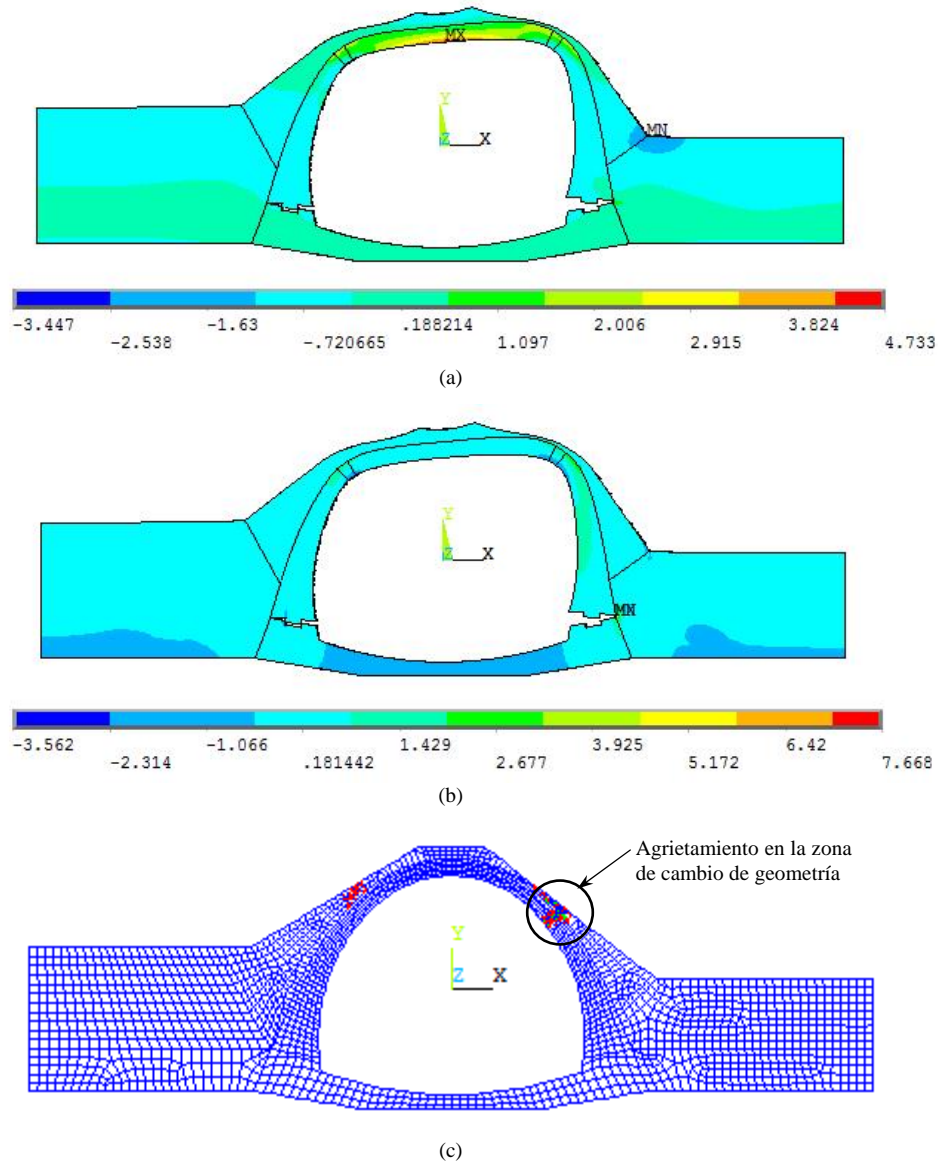 MX
Y
MN
Z X
-3.447 -1.63 .188214 2.006 3.824
-2.538 -.720665 1.097 2.915 4.733
(a)
Y
Z X
MN
-3.562 -1.066 1.429 3.925 6.42
-2.314 .181442 2.677 5.172 7.668
(b)
Agrietamiento en la zona
de cambio de geometría
Y
Z X
(c)